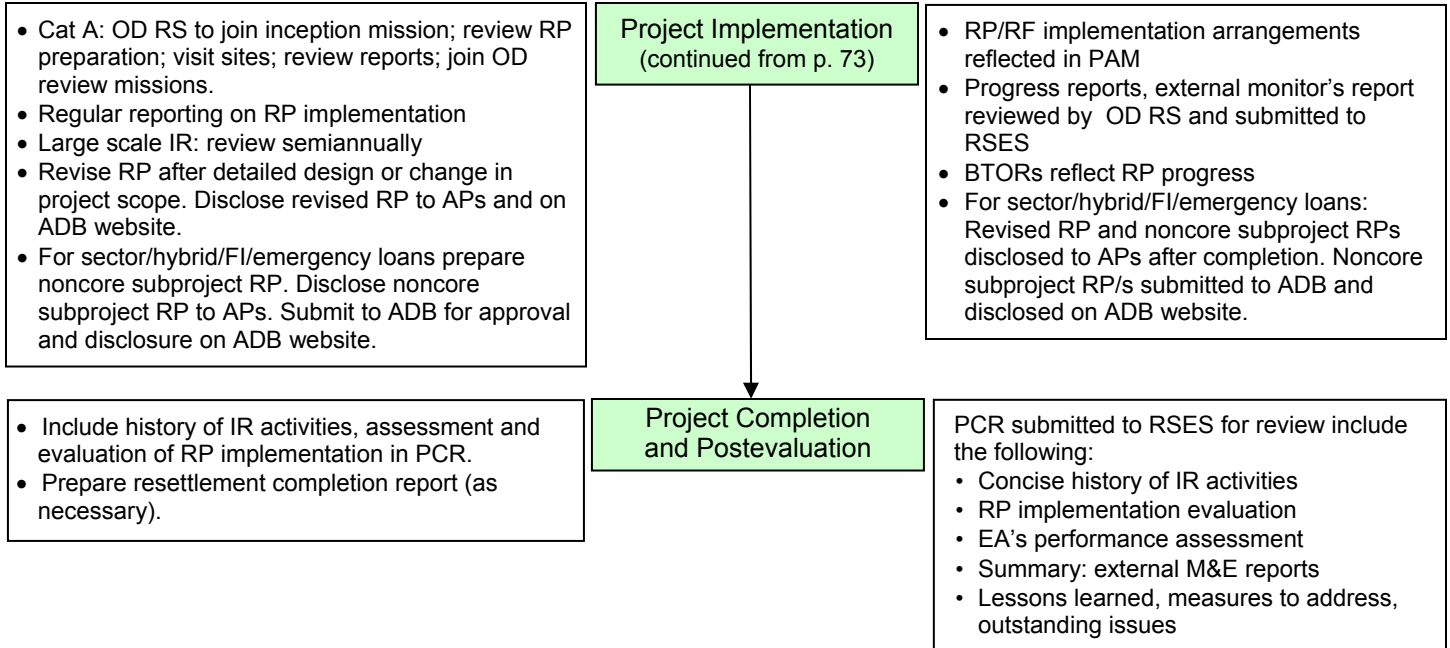 • Cat A: OD RS to join inception mission; review RP
preparation; visit sites; review reports; join OD
review missions.
• Regular reporting on RP implementation
• Large scale IR: review semiannually
• Revise RP after detailed design or change in
project scope. Disclose revised RP to APs and on
ADB website.
• For sector/hybrid/FI/emergency loans prepare
noncore subproject RP. Disclose noncore
subproject RP to APs. Submit to ADB for approval
and disclosure on ADB website.
Project Implementation
(continued from p. 73)
• RP/RF implementation arrangements
reflected in PAM
• Progress reports, external monitor's report
reviewed by OD RS and submitted to
RSES
• BTORs reflect RP progress
• For sector/hybrid/FI/emergency loans:
Revised RP and noncore subproject RPs
disclosed to APs after completion. Noncore
subproject RP/s submitted to ADB and
disclosed on ADB website.
• Include history of IR activities, assessment and
evaluation of RP implementation in PCR.
• Prepare resettlement completion report (as
necessary).
Project Completion
and Postevaluation
PCR submitted to RSES for review include
the following:
• Concise history of IR activities
• RP implementation evaluation
• EA's performance assessment
• Summary: external M&E reports
• Lessons learned, measures to address,
outstanding issues